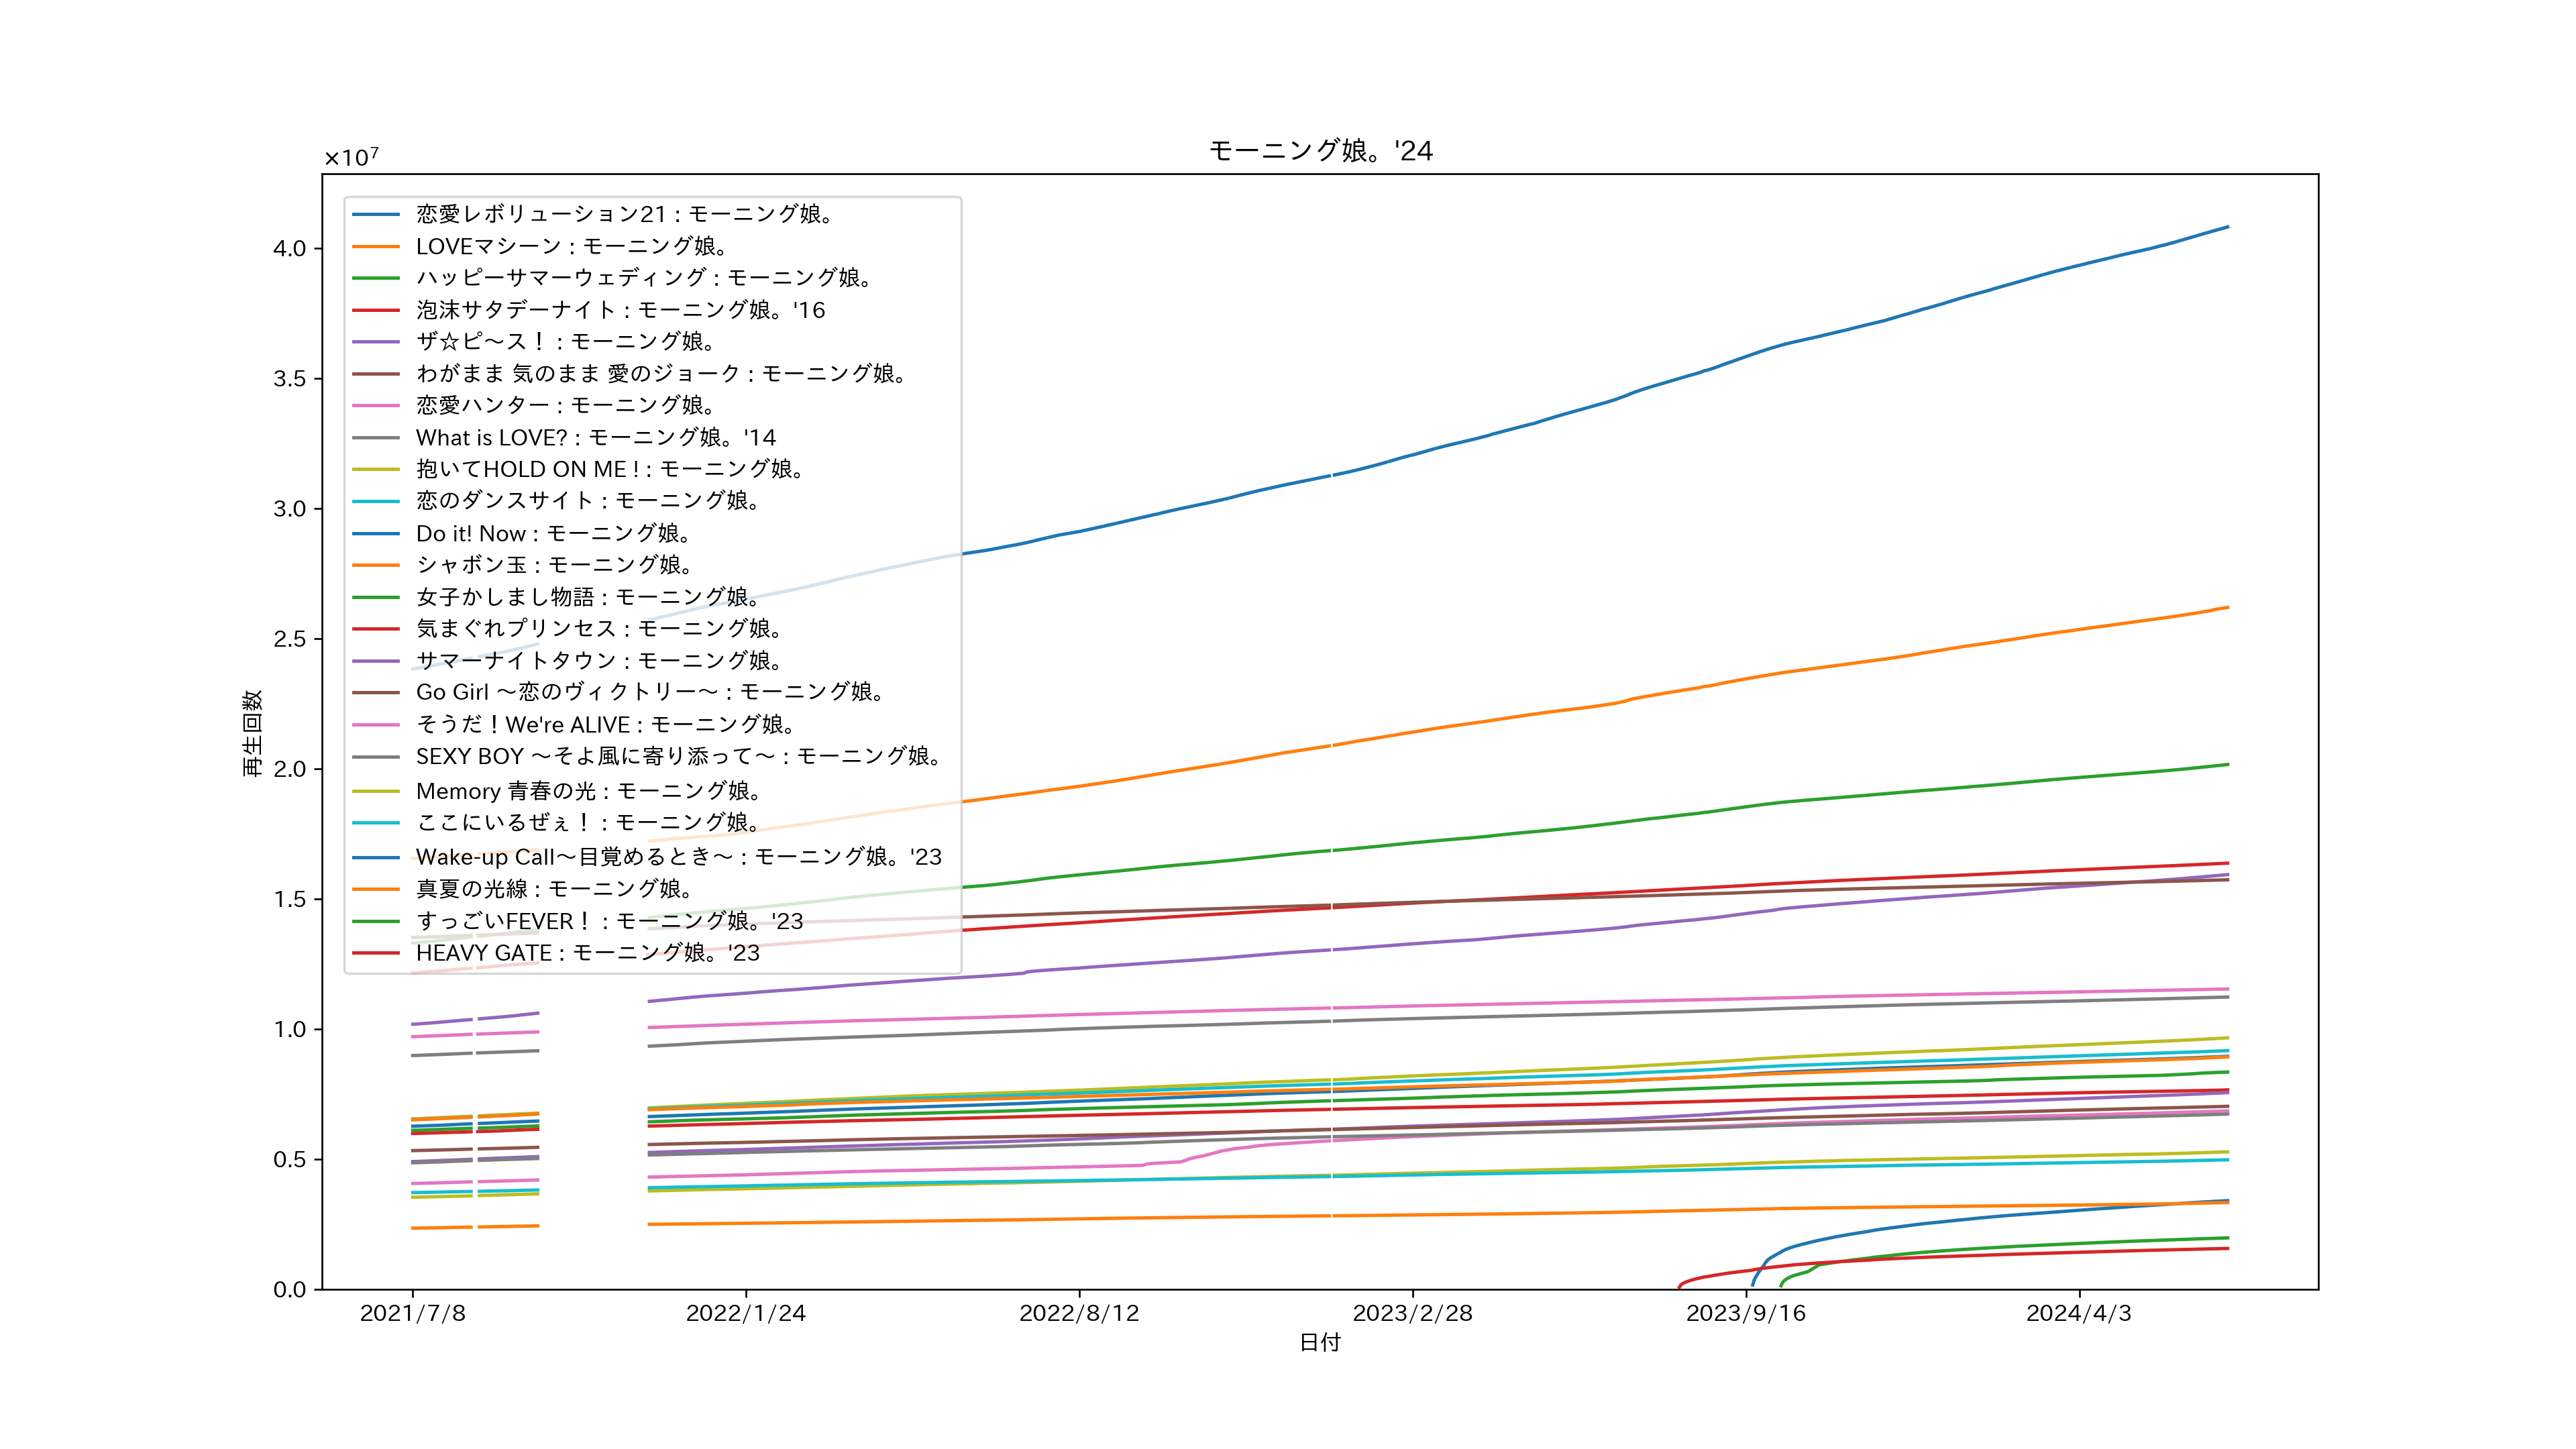 モーニング娘。'24
×10⁷
4.0
3.5
3.0
2.5
2.0
1.5
1.0
0.5
0.0
再生回数
恋愛レボリューション21 : モーニング娘。
LOVEマシーン : モーニング娘。
ハッピーサマーウェディング : モーニング娘。
泡沫サタデーナイト : モーニング娘。'16
ザ☆ピ〜ス！ : モーニング娘。
わがまま 気のまま 愛のジョーク : モーニング娘。
恋愛ハンター : モーニング娘。
What is LOVE? : モーニング娘。'14
抱いてHOLD ON ME ! : モーニング娘。
恋のダンスサイト : モーニング娘。
Do it! Now : モーニング娘。
シャボン玉 : モーニング娘。
女子かしまし物語 : モーニング娘。
気まぐれプリンセス : モーニング娘。
サマーナイトタウン : モーニング娘。
Go Girl 〜恋のヴィクトリー〜 : モーニング娘。
そうだ！We're ALIVE : モーニング娘。
SEXY BOY 〜そよ風に寄り添って〜 : モーニング娘。
Memory 青春の光 : モーニング娘。
ここにいるぜぇ！ : モーニング娘。
Wake-up Call〜目覚めるとき〜 : モーニング娘。'23
真夏の光線 : モーニング娘。
すっごいFEVER！ : モーニング娘。'23
HEAVY GATE : モーニング娘。'23
2021/7/8 2022/1/24 2022/8/12 2023/2/28 2023/9/16 2024/4/3
日付